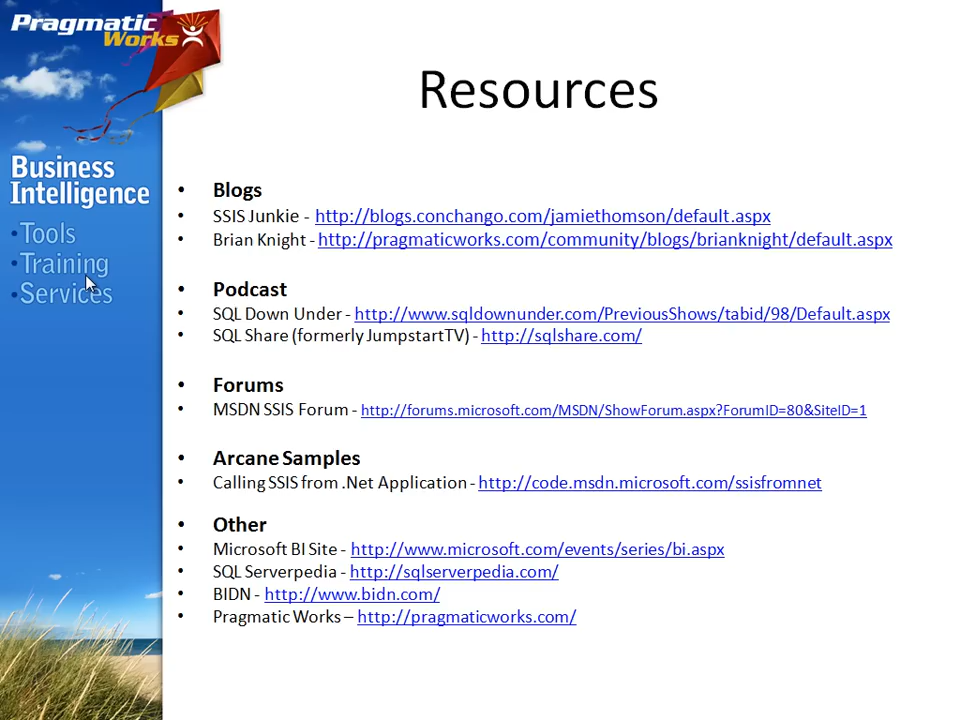 Pragmatic
Works
Business
Intelligence
•Tools
•Training
•Services
Resources
• Blogs
• SSIS Junkie - http://blogs.conchango.com/jamiethomson/default.aspx
• Brian Knight - http://pragmaticworks.com/community/blogs/brianknight/default.aspx
• Podcast
• SQL Down Under - http://www.sqldownunder.com/PreviousShows/tabid/98/Default.aspx
• SQL Share (formerly JumpstartTV) - http://sqlshare.com/
• Forums
• MSDN SSIS Forum - http://forums.microsoft.com/MSDN/ShowForum.aspx?ForumID=80&SiteID=1
• Arcane Samples
• Calling SSIS from .Net Application - http://code.msdn.microsoft.com/ssisfromnet
• Other
• Microsoft BI Site - http://www.microsoft.com/events/series/bi.aspx
• SQL Serverpedia - http://sqlserverpedia.com/
• BIDN - http://www.bidn.com/
• Pragmatic Works – http://pragmaticworks.com/